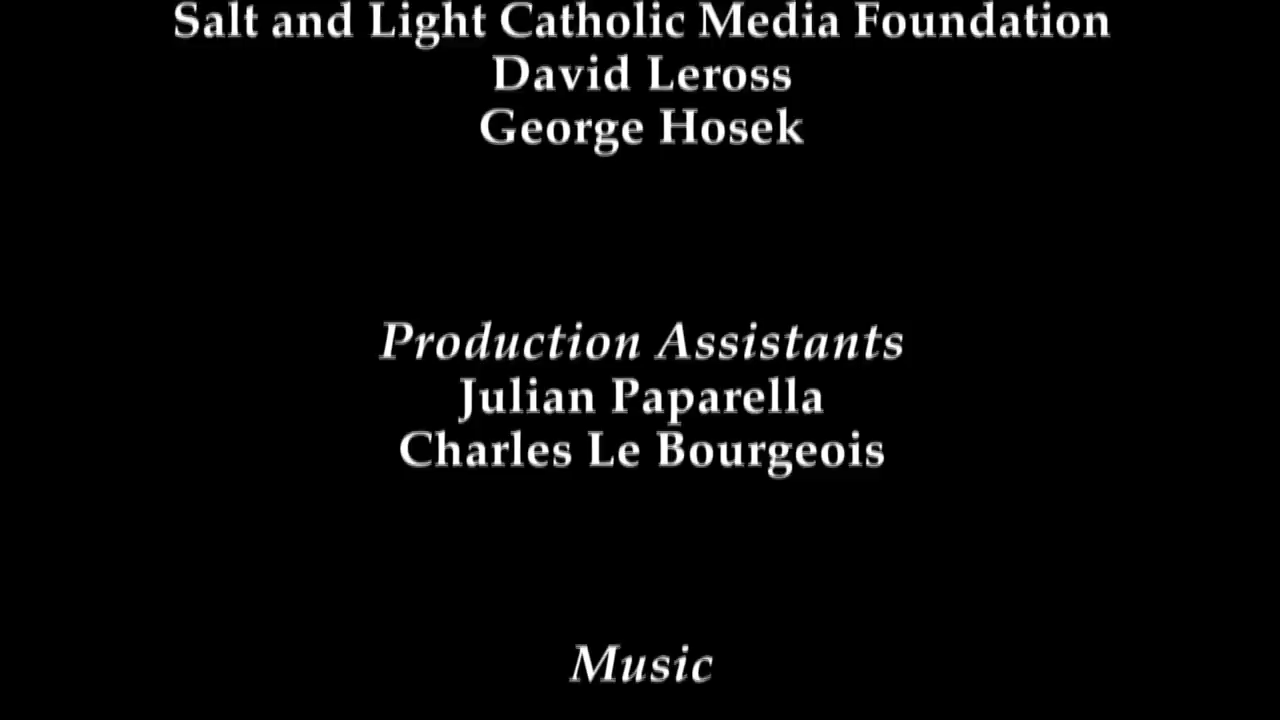 Salt and Light Catholic Media Foundation
David Leross
George Hosek
Production Assistants
Julian Paparella
Charles Le Bourgeois
Music